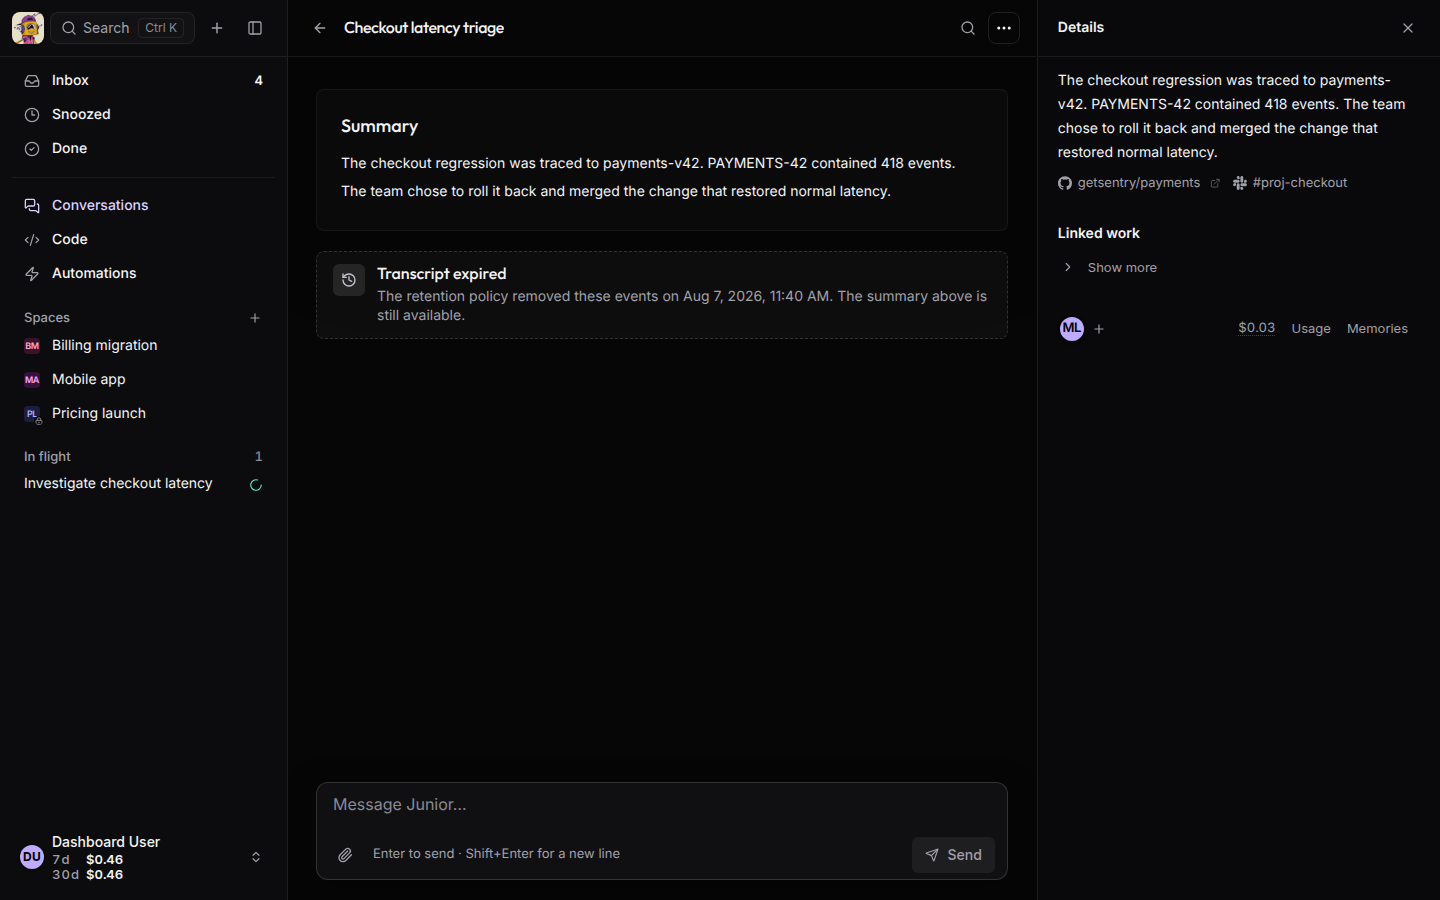 Search Ctrl K
Inbox 4
Snoozed
Done
Conversations
Code
Automations
Spaces
BM Billing migration
MA Mobile app
PL Pricing launch
In flight 1
Investigate checkout latency
DU Dashboard User
7d $0.46
30d $0.46
Checkout latency triage
Summary
The checkout regression was traced to payments-v42. PAYMENTS-42 contained 418 events.
The team chose to roll it back and merged the change that restored normal latency.
Transcript expired
The retention policy removed these events on Aug 7, 2026, 11:40 AM. The summary above is
still available.
Message Junior...
Enter to send · Shift+Enter for a new line
Send
Details
The checkout regression was traced to payments-
v42. PAYMENTS-42 contained 418 events. The team
chose to roll it back and merged the change that
restored normal latency.
getsentry/payments #proj-checkout
Linked work
Show more
ML $0.03 Usage Memories